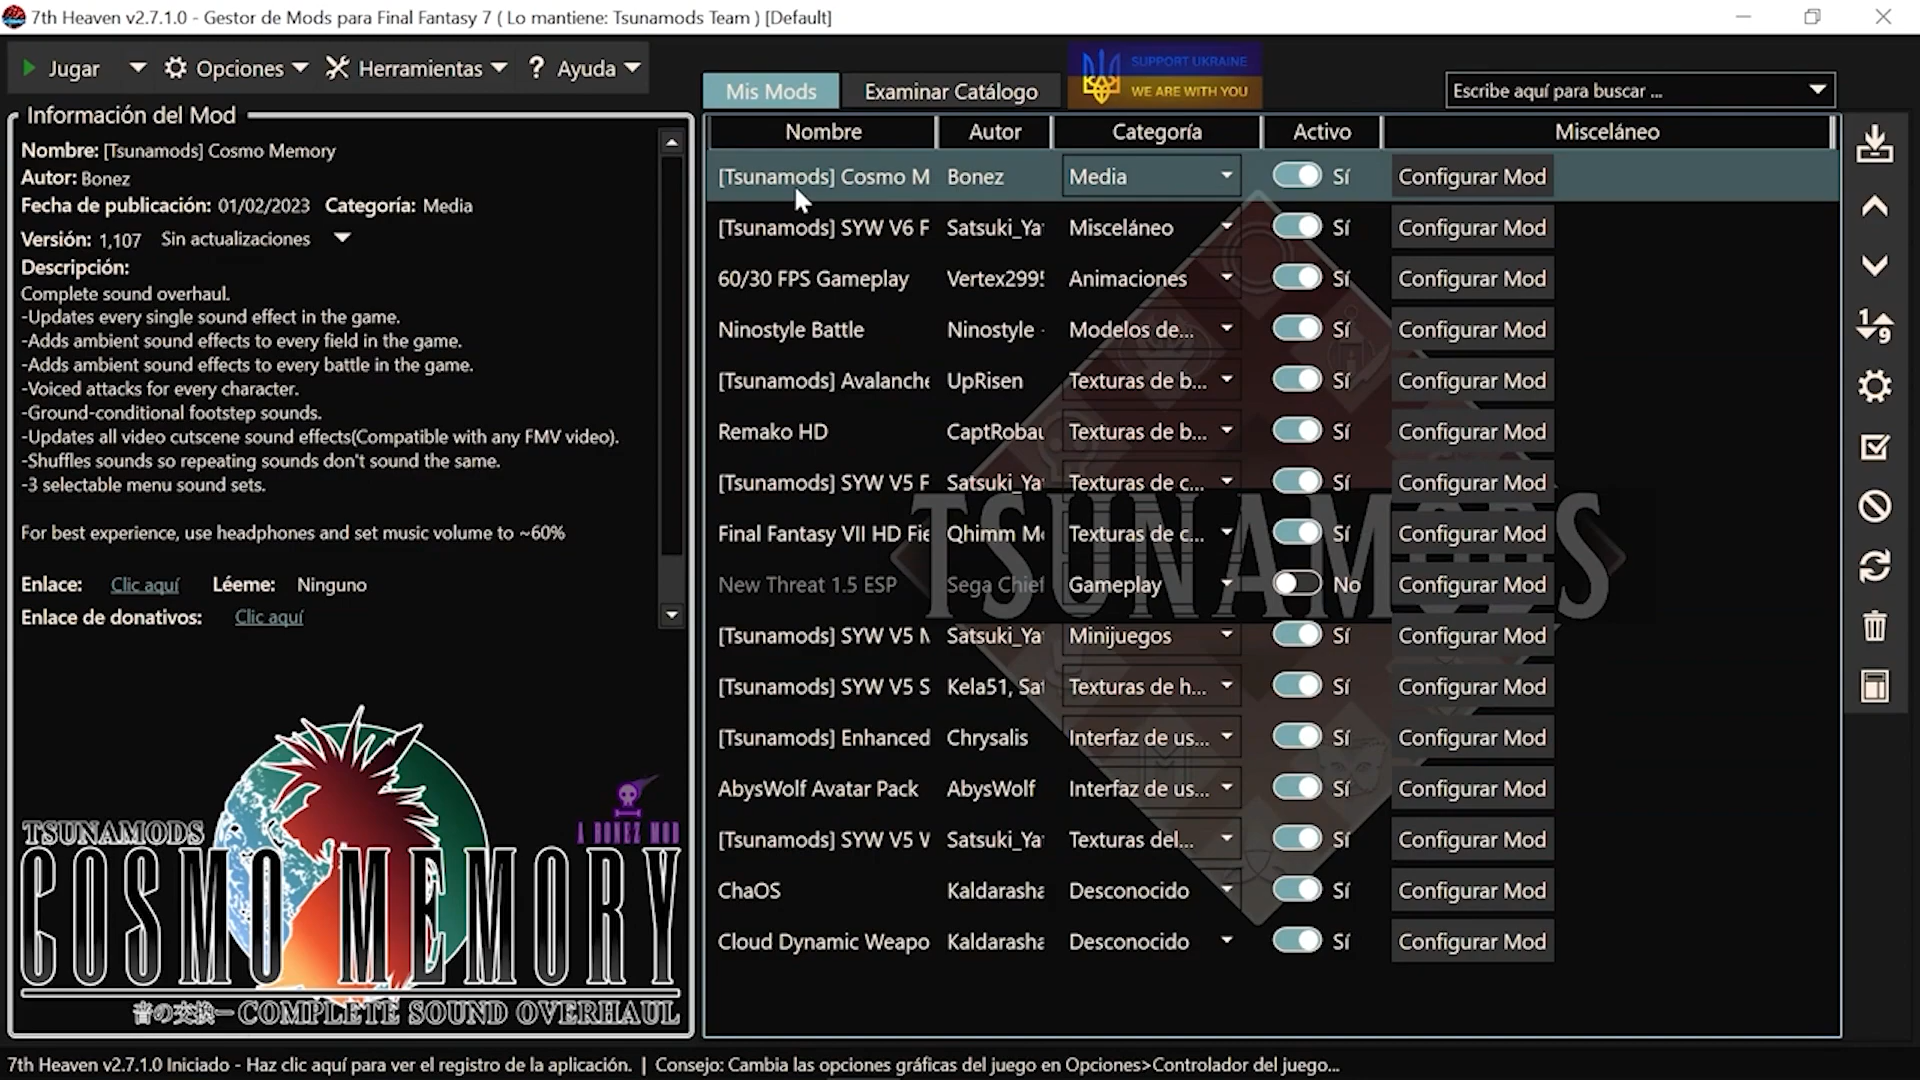 7th Heaven v2.7.1.0 - Gestor de Mods para Final Fantasy 7 ( Lo mantiene: Tsunamods Team ) [Default]
Jugar Opciones Herramientas ? Ayuda
Mis Mods Examinar Catálogo
SUPPORT UKRAINE
WE ARE WITH YOU
Escribe aquí para buscar ...
Información del Mod
Nombre: [Tsunamods] Cosmo Memory
Autor: Bonez
Fecha de publicación: 01/02/2023 Categoría: Media
Versión: 1,107 Sin actualizaciones
Descripción:
Complete sound overhaul.
-Updates every single sound effect in the game.
-Adds ambient sound effects to every field in the game.
-Adds ambient sound effects to every battle in the game.
-Voiced attacks for every character.
-Ground-conditional footstep sounds.
-Updates all video cutscene sound effects(Compatible with any FMV video).
-Shuffles sounds so repeating sounds don't sound the same.
-3 selectable menu sound sets.
For best experience, use headphones and set music volume to ~60%
Enlace: Clic aquí Léeme: Ninguno
Enlace de donativos: Clic aquí
A BONEZ MOD
TSUNAMODS
COSMO MEMORY
音の交換—COMPLETE SOUND OVERHAUL
Nombre Autor Categoría Activo Misceláneo
[Tsunamods] Cosmo M Bonez Media Sí Configurar Mod
[Tsunamods] SYW V6 F Satsuki_Ya Misceláneo Sí Configurar Mod
60/30 FPS Gameplay Vertex2995 Animaciones Sí Configurar Mod
Ninostyle Battle Ninostyle - Modelos de... Sí Configurar Mod
[Tsunamods] Avalanche UpRisen Texturas de b... Sí Configurar Mod
Remako HD CaptRobau Texturas de b... Sí Configurar Mod
[Tsunamods] SYW V5 F Satsuki_Ya Texturas de c... Sí Configurar Mod
Final Fantasy VII HD Fie Qhimm Mo Texturas de c... Sí Configurar Mod
New Threat 1.5 ESP Sega Chief Gameplay No Configurar Mod
[Tsunamods] SYW V5 M Satsuki_Ya Minijuegos Sí Configurar Mod
[Tsunamods] SYW V5 S Kela51, Sat Texturas de h... Sí Configurar Mod
[Tsunamods] Enhanced Chrysalis Interfaz de us... Sí Configurar Mod
AbysWolf Avatar Pack AbysWolf Interfaz de us... Sí Configurar Mod
[Tsunamods] SYW V5 W Satsuki_Ya Texturas del... Sí Configurar Mod
ChaOS Kaldarasha Desconocido Sí Configurar Mod
Cloud Dynamic Weapo Kaldarasha Desconocido Sí Configurar Mod
TSUNAMODS
1 9
7th Heaven v2.7.1.0 Iniciado - Haz clic aquí para ver el registro de la aplicación. | Consejo: Cambia las opciones gráficas del juego en Opciones>Controlador del juego...